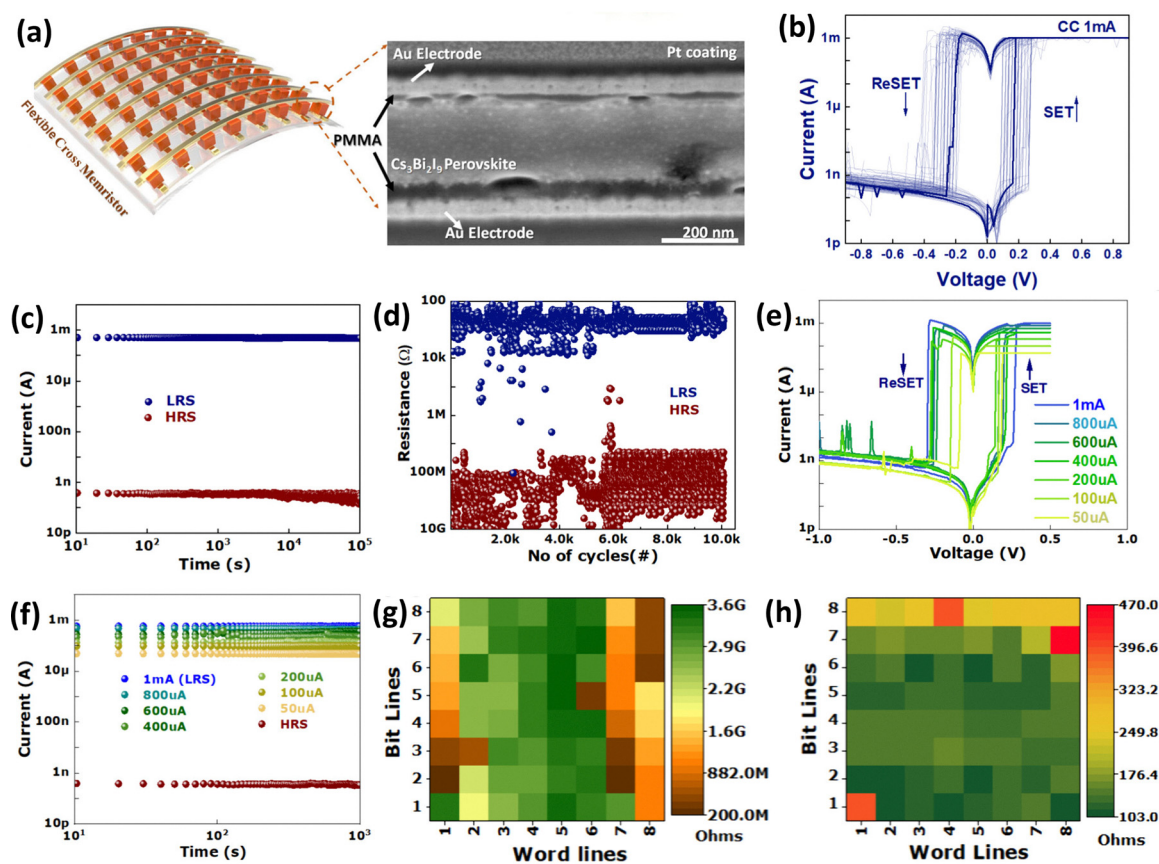 (a)
Flexible Cross Memristor
Au Electrode
Pt coating
PMMA
Cs₃Bi₂I₉ Perovskite
Au Electrode
200 nm
(b)
CC 1mA
ReSET
SET
1m
1µ
1n
1p
Current (A)
-0.8 -0.6 -0.4 -0.2 0.0 0.2 0.4 0.6 0.8
Voltage (V)
(c)
1m
10µ
100n
1n
10p
Current (A)
LRS
HRS
10¹ 10² 10³ 10⁴ 10⁵
Time (s)
(d)
100
10k
1M
100M
10G
Resistance (Ω)
LRS
HRS
2.0k 4.0k 6.0k 8.0k 10.0k
No of cycles(#)
(e)
1m
1µ
1n
1p
Current (A)
ReSET
SET
1mA
800uA
600uA
400uA
200uA
100uA
50uA
-1.0 -0.5 0.0 0.5 1.0
Voltage (V)
(f)
1m
10µ
100n
1n
10p
Current (A)
1mA (LRS)
800uA
600uA
400uA
200uA
100uA
50uA
HRS
10¹ 10² 10³
Time (s)
(g)
8
7
6
5
4
3
2
1
Bit Lines
1 2 3 4 5 6 7 8
Word lines
3.6G
2.9G
2.2G
1.6G
882.0M
200.0M
Ohms
(h)
8
7
6
5
4
3
2
1
Bit Lines
1 2 3 4 5 6 7 8
Word Lines
470.0
396.6
323.2
249.8
176.4
103.0
Ohms